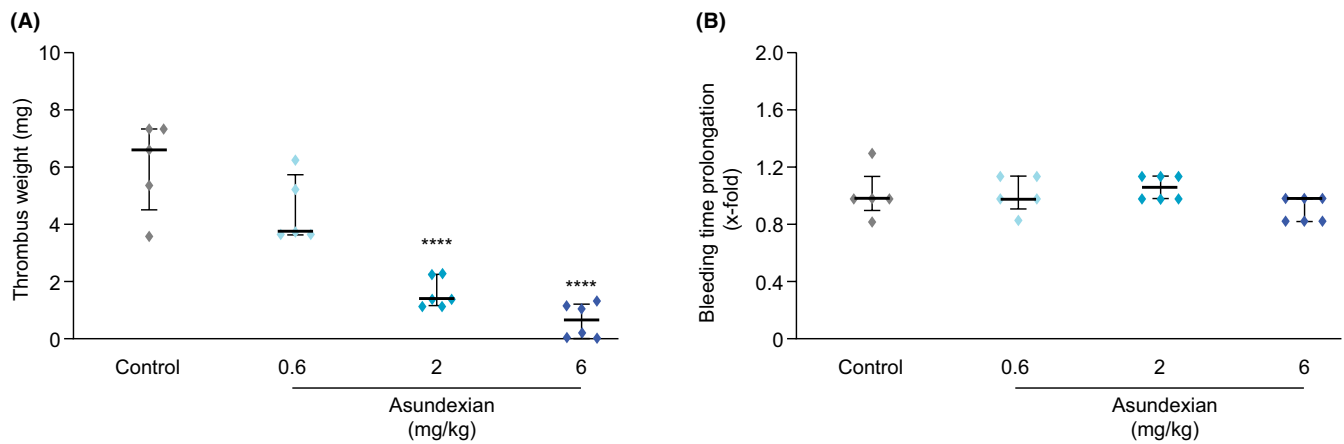 (A)
Thrombus weight (mg)
10
8
6
4
2
0
****
****
Control
0.6
2
6
Asundexian
(mg/kg)
(B)
Bleeding time prolongation
(x-fold)
2.0
1.6
1.2
0.8
0.4
0
Control
0.6
2
6
Asundexian
(mg/kg)